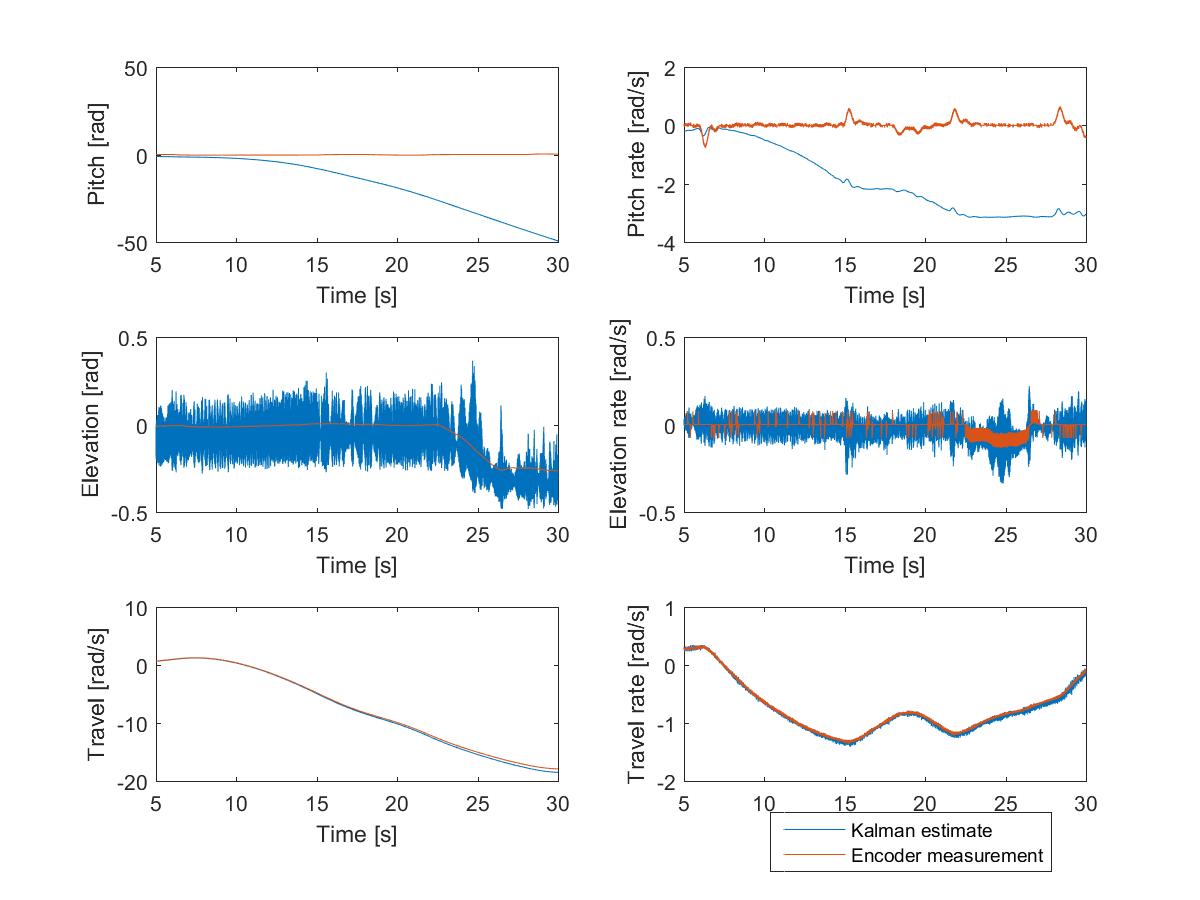 50
0
-50
Pitch [rad]
5 10 15 20 25 30
Time [s]
2
0
-2
-4
Pitch rate [rad/s]
5 10 15 20 25 30
Time [s]
0.5
0
-0.5
Elevation [rad]
5 10 15 20 25 30
Time [s]
0.5
0
-0.5
Elevation rate [rad/s]
5 10 15 20 25 30
Time [s]
10
0
-10
-20
Travel [rad/s]
5 10 15 20 25 30
Time [s]
1
0
-1
-2
Travel rate [rad/s]
5 10 15 20 25 30
Kalman estimate
Encoder measurement